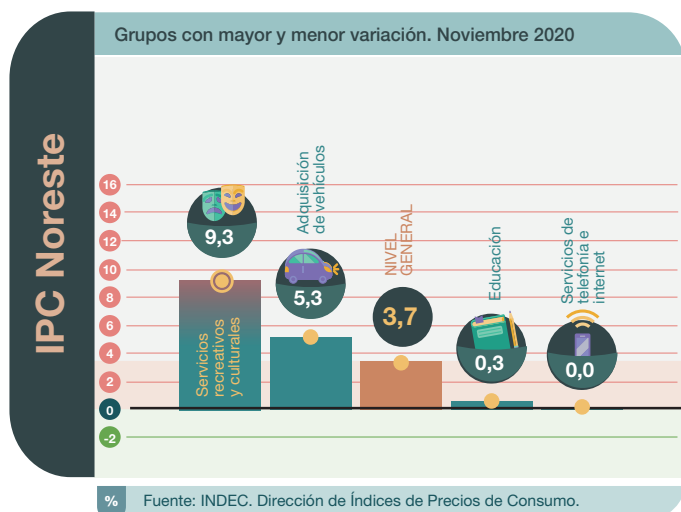 Grupos con mayor y menor variación. Noviembre 2020
IPC Noreste
16
14
12
10
8
6
4
2
0
-2
9,3
Servicios
recreativos
y culturales
Adquisición
de vehículos
5,3
NIVEL
GENERAL
3,7
Educación
0,3
Servicios de
telefonía e
internet
0,0
% Fuente: INDEC. Dirección de Índices de Precios de Consumo.